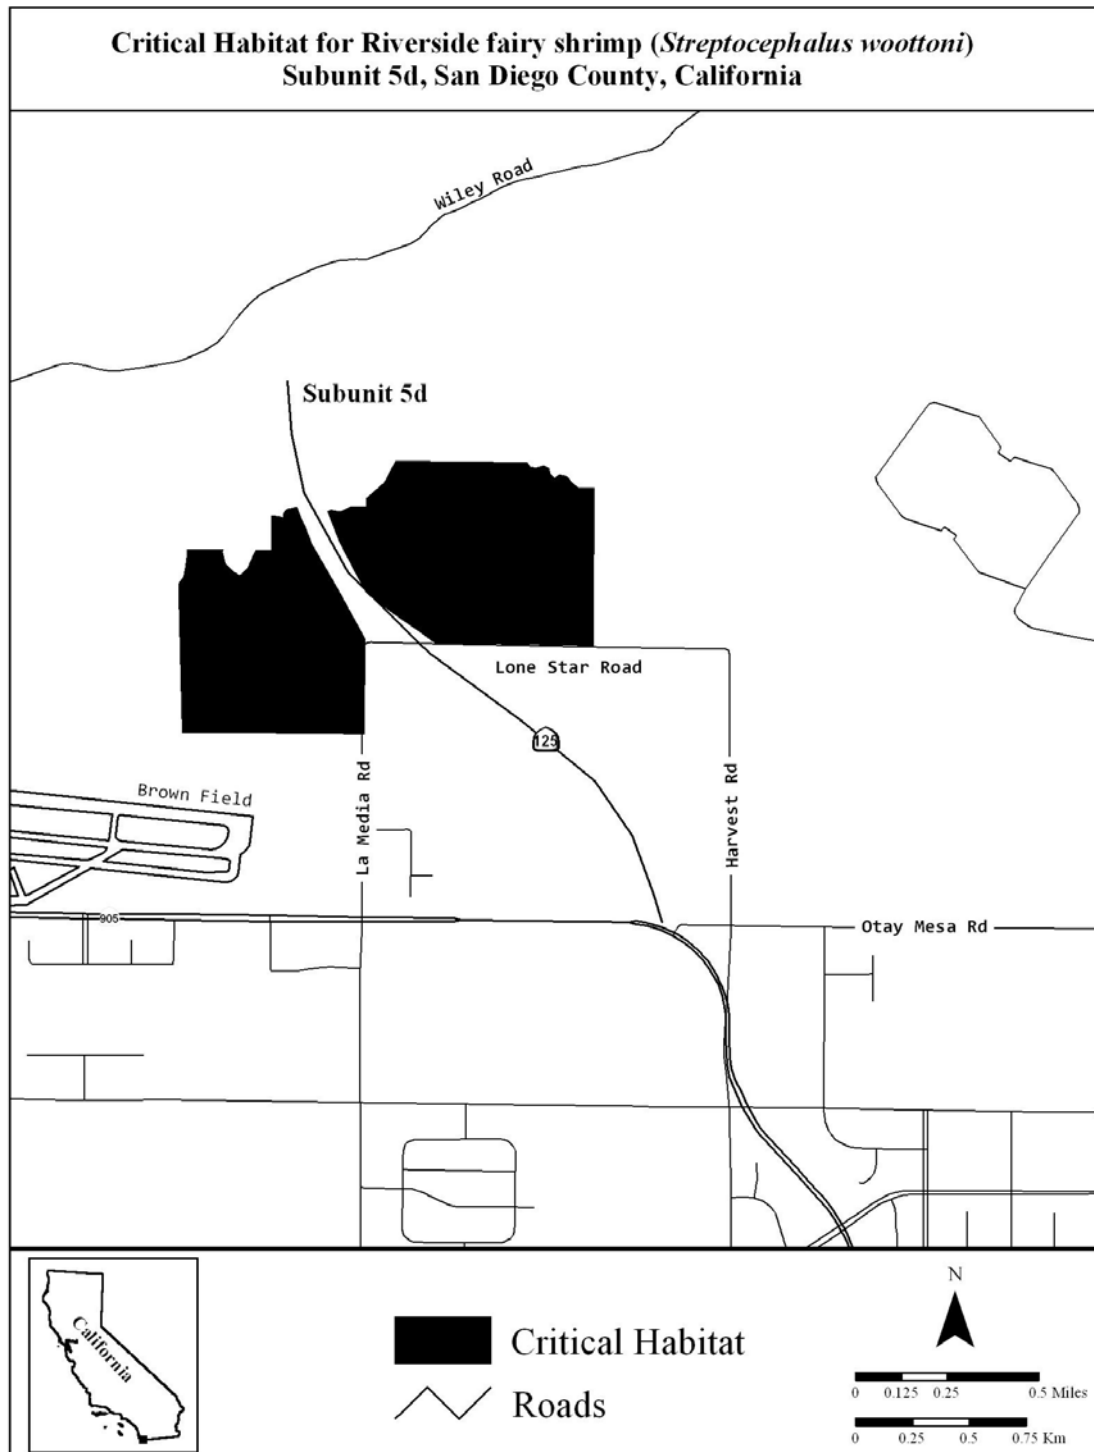 Critical Habitat for Riverside fairy shrimp (Streptocephalus woottoni)
Subunit 5d, San Diego County, California
Wiley Road
Subunit 5d
Lone Star Road
125
Brown Field
La Media Rd
Harvest Rd
905
Otay Mesa Rd
California
Critical Habitat
Roads
N
0 0.125 0.25 0.5 Miles
0 0.25 0.5 0.75 Km